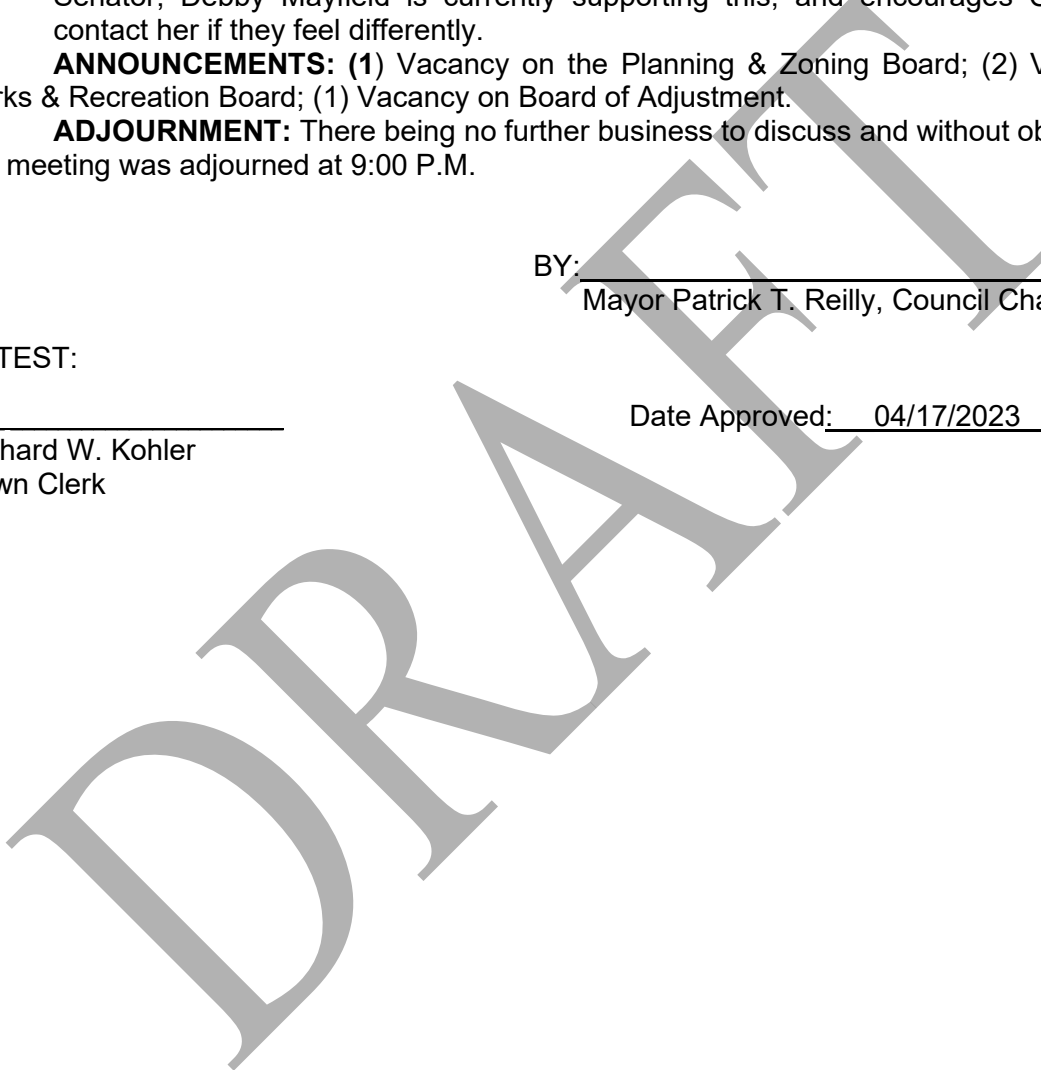 Senator, Debby Mayfield is currently supporting this, and encourages
contact her if they feel differently.
ANNOUNCEMENTS: (1) Vacancy on the Planning & Zoning Board; (2)
rks & Recreation Board; (1) Vacancy on Board of Adjustment.
ADJOURNMENT: There being no further business to discuss and without ob
meeting was adjourned at 9:00 P.M.
BY:
Mayor Patrick T. Reilly, Council Cha
TEST:
Date Approved: 04/17/2023
hard W. Kohler
wn Clerk
DRAFT